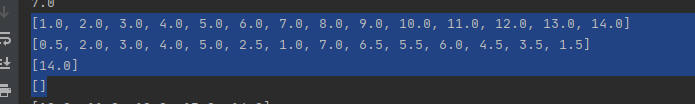 7.0
[1.0, 2.0, 3.0, 4.0, 5.0, 6.0, 7.0, 8.0, 9.0, 10.0, 11.0, 12.0, 13.0, 14.0]
[0.5, 2.0, 3.0, 4.0, 5.0, 2.5, 1.0, 7.0, 6.5, 5.5, 6.0, 4.5, 3.5, 1.5]
[14.0]
[]